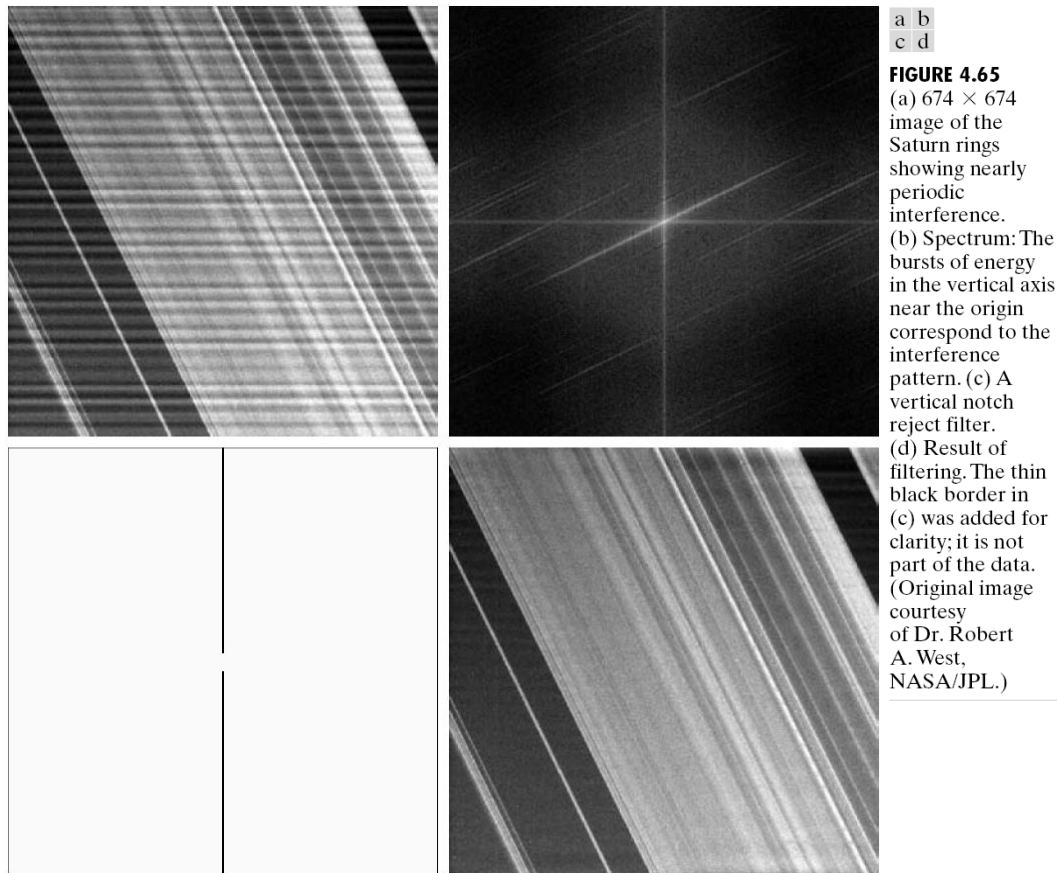 a b
c d
FIGURE 4.65
(a) 674 × 674
image of the
Saturn rings
showing nearly
periodic
interference.
(b) Spectrum: The
bursts of energy
in the vertical axis
near the origin
correspond to the
interference
pattern. (c) A
vertical notch
reject filter.
(d) Result of
filtering. The thin
black border in
(c) was added for
clarity; it is not
part of the data.
(Original image
courtesy
of Dr. Robert
A. West,
NASA/JPL.)